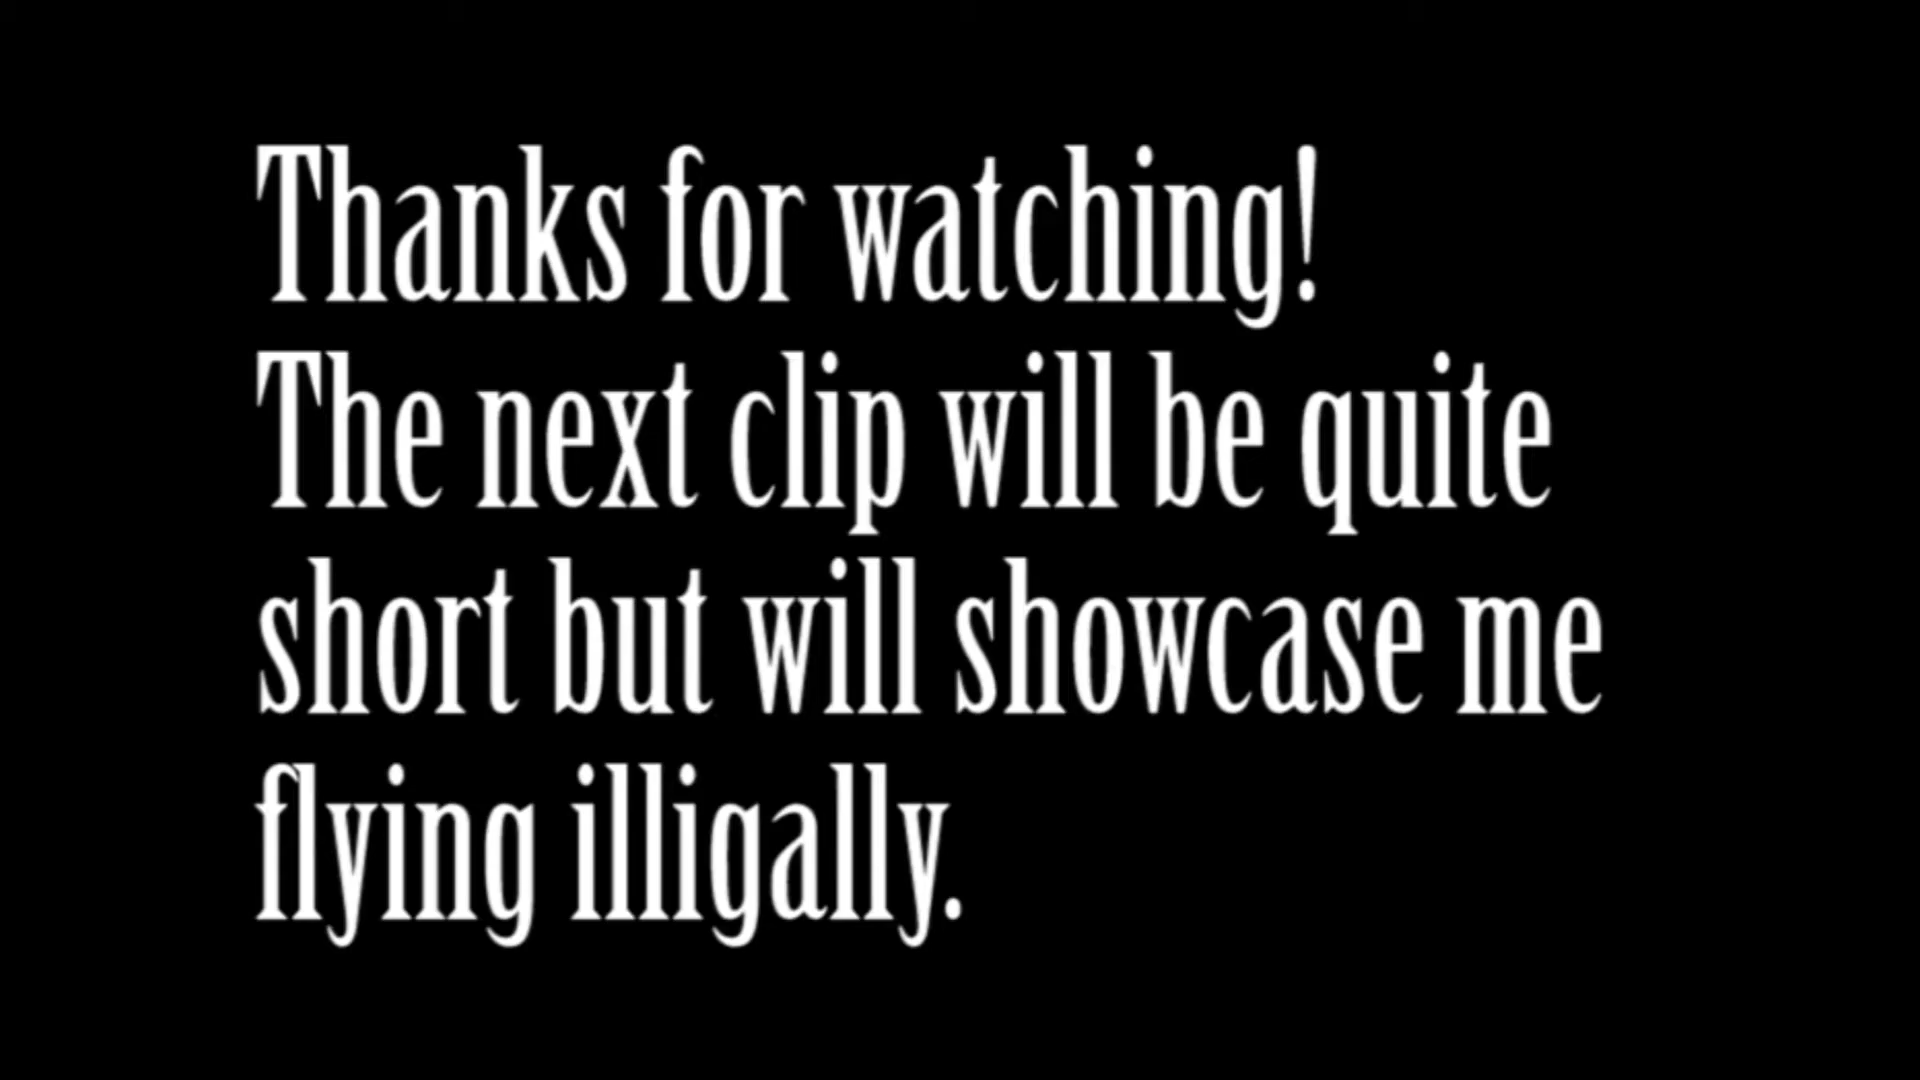 Thanks for watching!
The next clip will be quite
short but will showcase me
flying illigally.